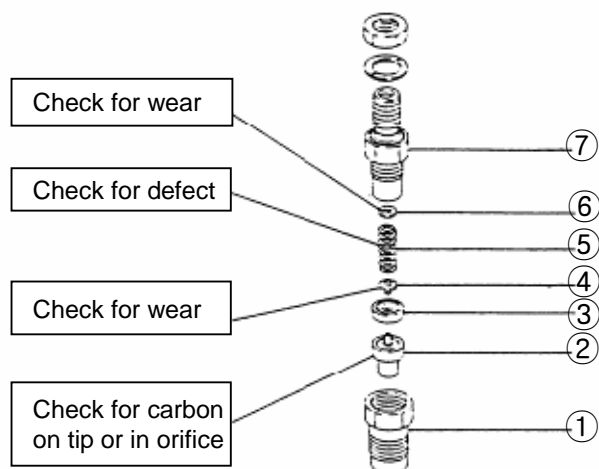 Check for wear
⑦
Check for defect
⑥
⑤
④
Check for wear
③
②
Check for carbon
on tip or in orifice
①